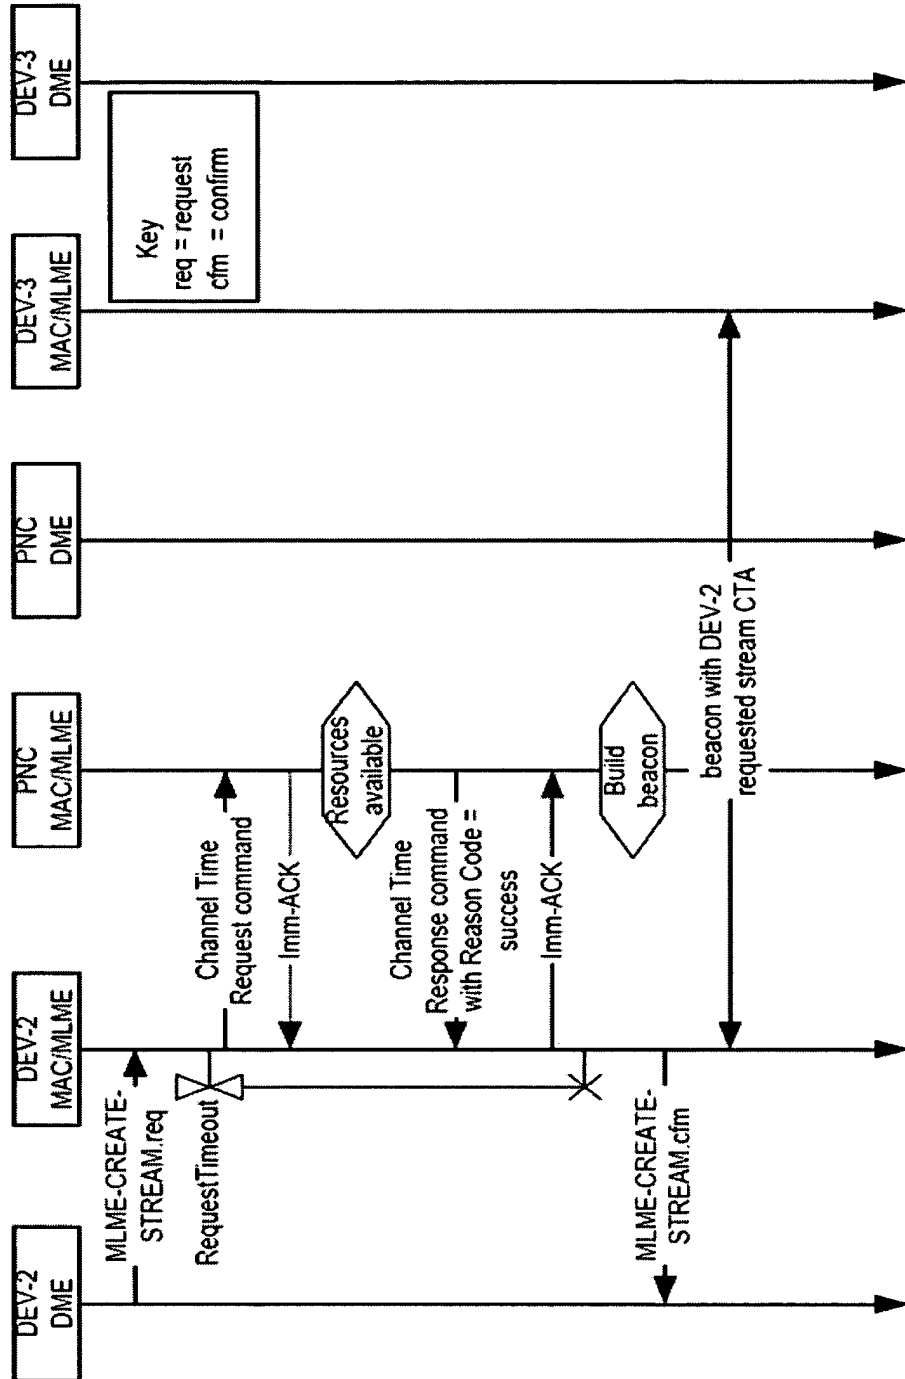 DEV-2
DME
DEV-2
MAC/MLME
PNC
MAC/MLME
PNC
DME
DEV-3
MAC/MLME
DEV-3
DME
MLME-CREATE-
STREAM.req
Key
req = request
cfm = confirm
RequestTimeout
Channel Time
Request command
Imm-ACK
Resources
available
Channel Time
Response command
with Reason Code =
success
Imm-ACK
Build
beacon
MLME-CREATE-
STREAM.cfm
beacon with DEV-2
requested stream CTA